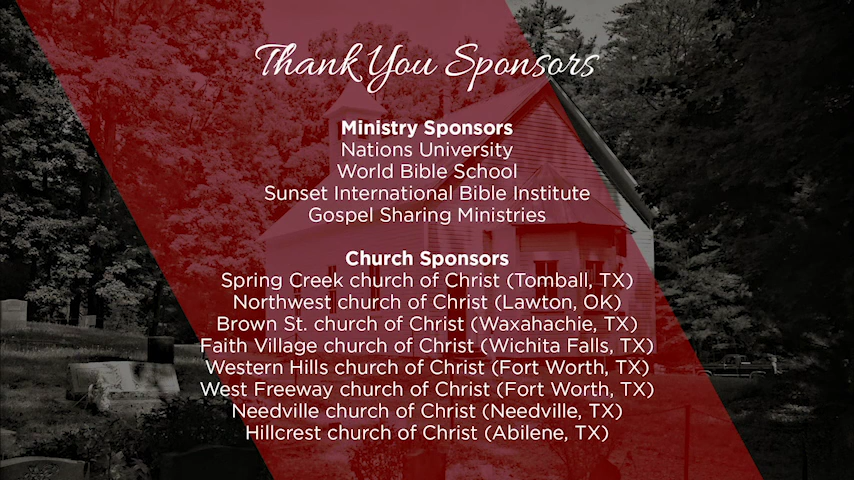 Thank You Sponsors
Ministry Sponsors
Nations University
World Bible School
Sunset International Bible Institute
Gospel Sharing Ministries
Church Sponsors
Spring Creek church of Christ (Tomball, TX)
Northwest church of Christ (Lawton, OK)
Brown St. church of Christ (Waxahachie, TX)
Faith Village church of Christ (Wichita Falls, TX)
Western Hills church of Christ (Fort Worth, TX)
West Freeway church of Christ (Fort Worth, TX)
Needville church of Christ (Needville, TX)
Hillcrest church of Christ (Abilene, TX)